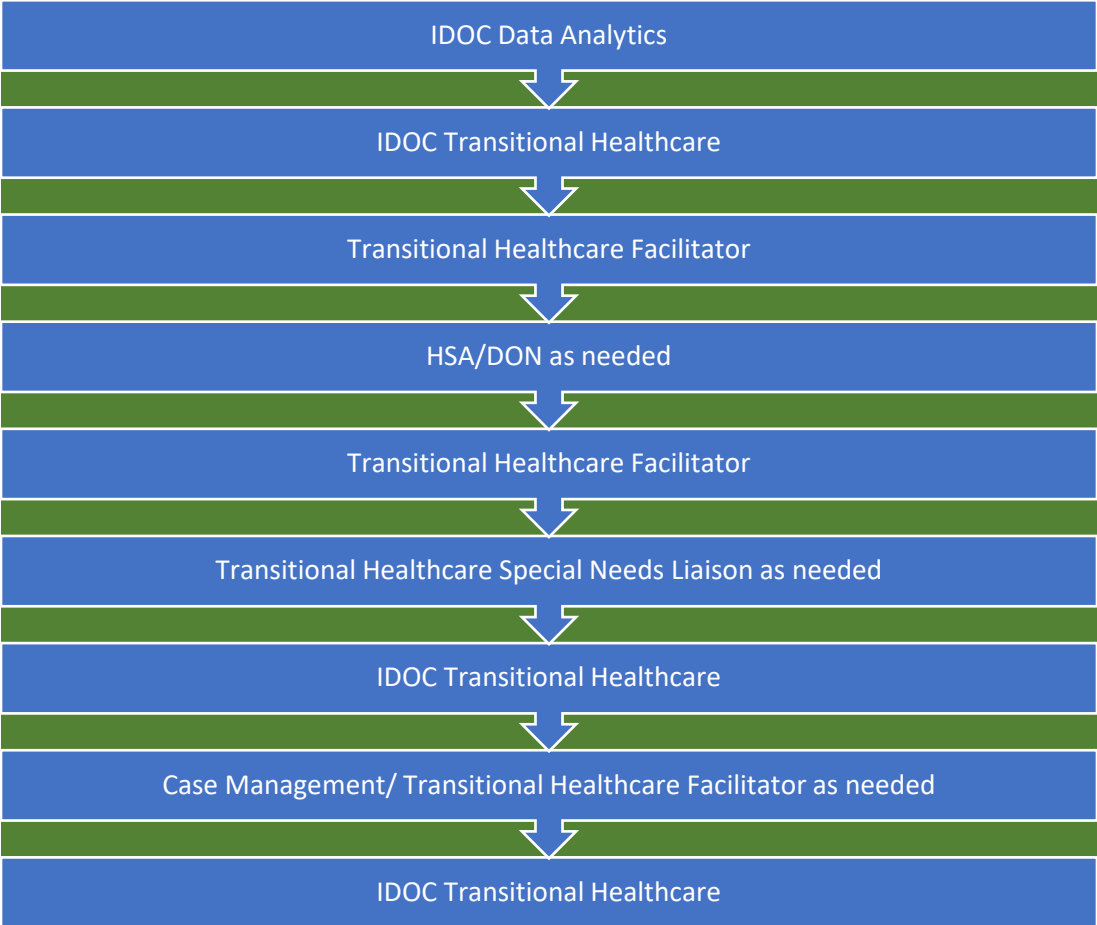 IDOC Data Analytics
IDOC Transitional Healthcare
Transitional Healthcare Facilitator
HSA/DON as needed
Transitional Healthcare Facilitator
Transitional Healthcare Special Needs Liaison as needed
IDOC Transitional Healthcare
Case Management/ Transitional Healthcare Facilitator as needed
IDOC Transitional Healthcare